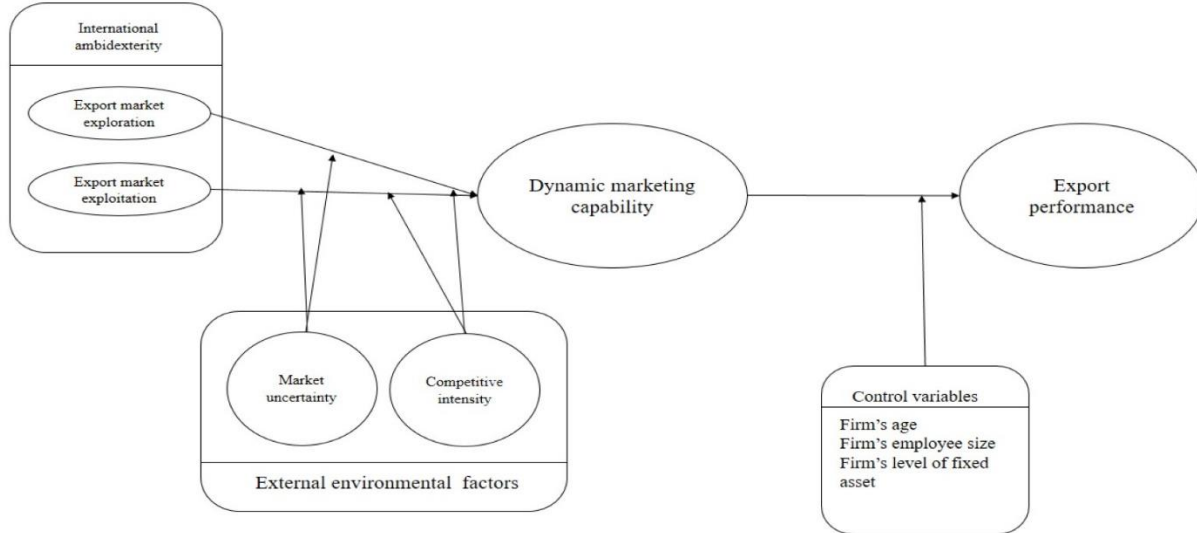 International
ambidexterity
Export market
exploration
Export market
exploitation
Dynamic marketing
capability
Export
performance
Market
uncertainty
Competitive
intensity
External environmental factors
Control variables
Firm’s age
Firm’s employee size
Firm’s level of fixed
asset